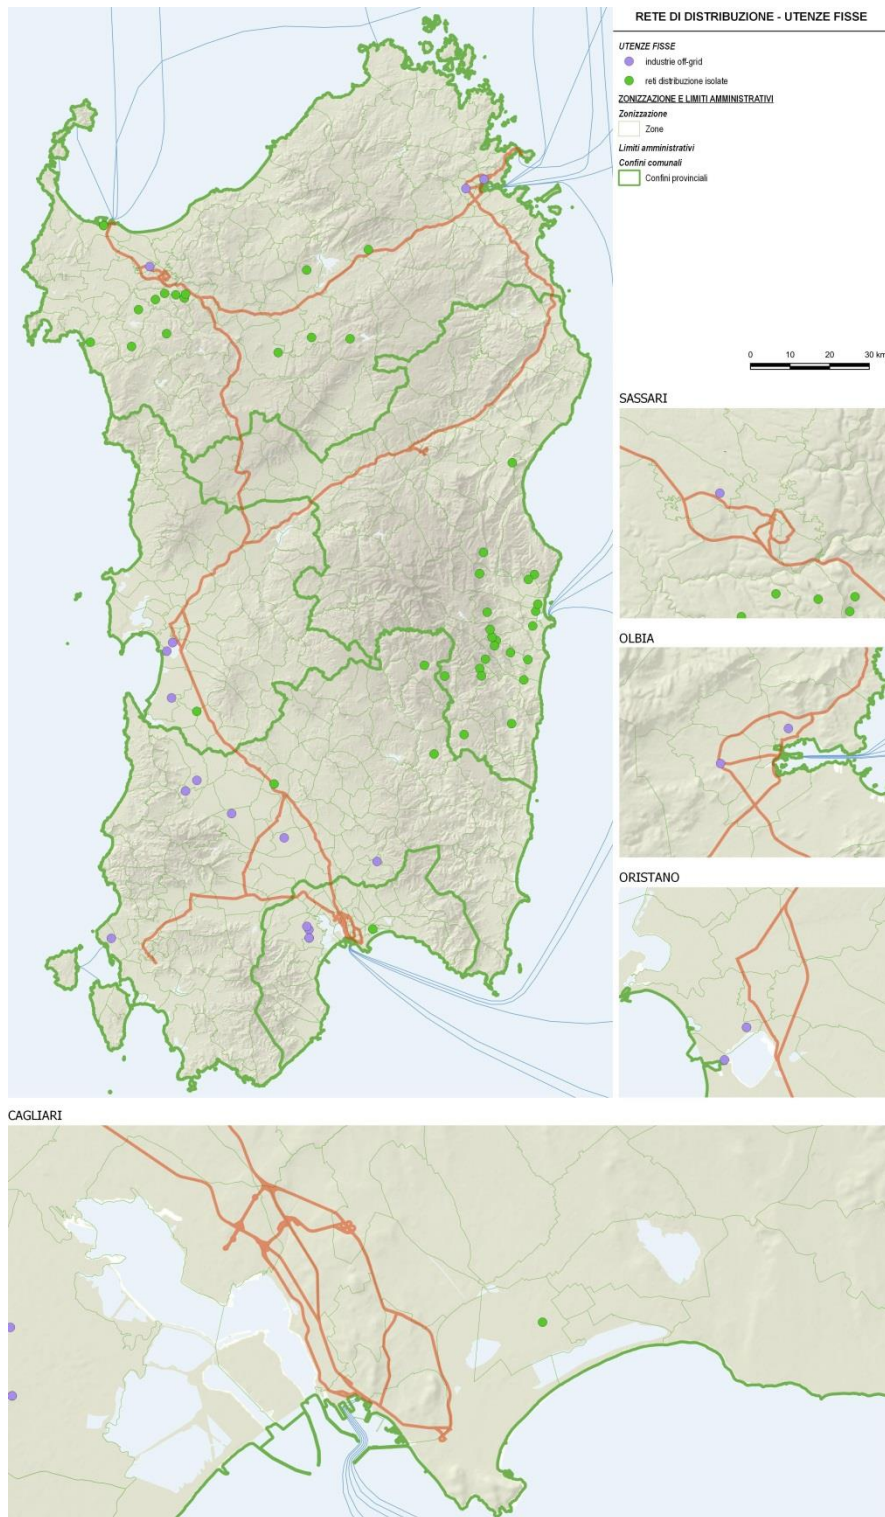 RETE DI DISTRIBUZIONE - UTENZE FISSE
UTENZE FISSE
industrie off-grid
reti distribuzione isolate
ZONIZZAZIONE E LIMITI AMMINISTRATIVI
Zonizzazione
Zone
Limiti amministrativi
Confini comunali
Confini provinciali
0 10 20 30 km
SASSARI
OLBIA
ORISTANO
CAGLIARI